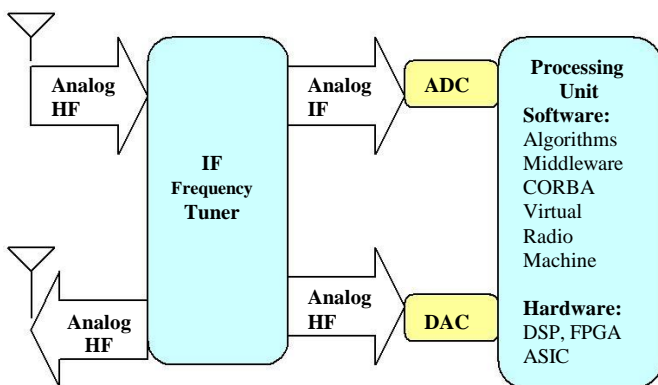 Analog
HF
IF
Frequency
Tuner
Analog
IF
ADC
Processing
Unit
Software:
Algorithms
Middleware
CORBA
Virtual
Radio
Machine
Hardware:
DSP, FPGA
ASIC
Analog
HF
Analog
HF
DAC